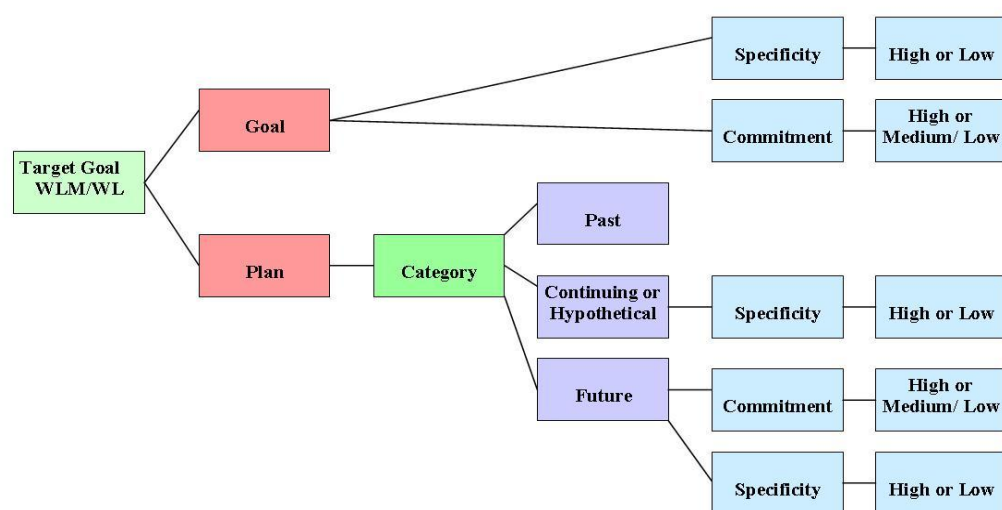 Specificity
High or Low
Goal
Commitment
High or
Medium/ Low
Target Goal
WLM/WL
Past
Plan
Category
Continuing or
Hypothetical
Specificity
High or Low
Future
Commitment
High or
Medium/ Low
Specificity
High or Low